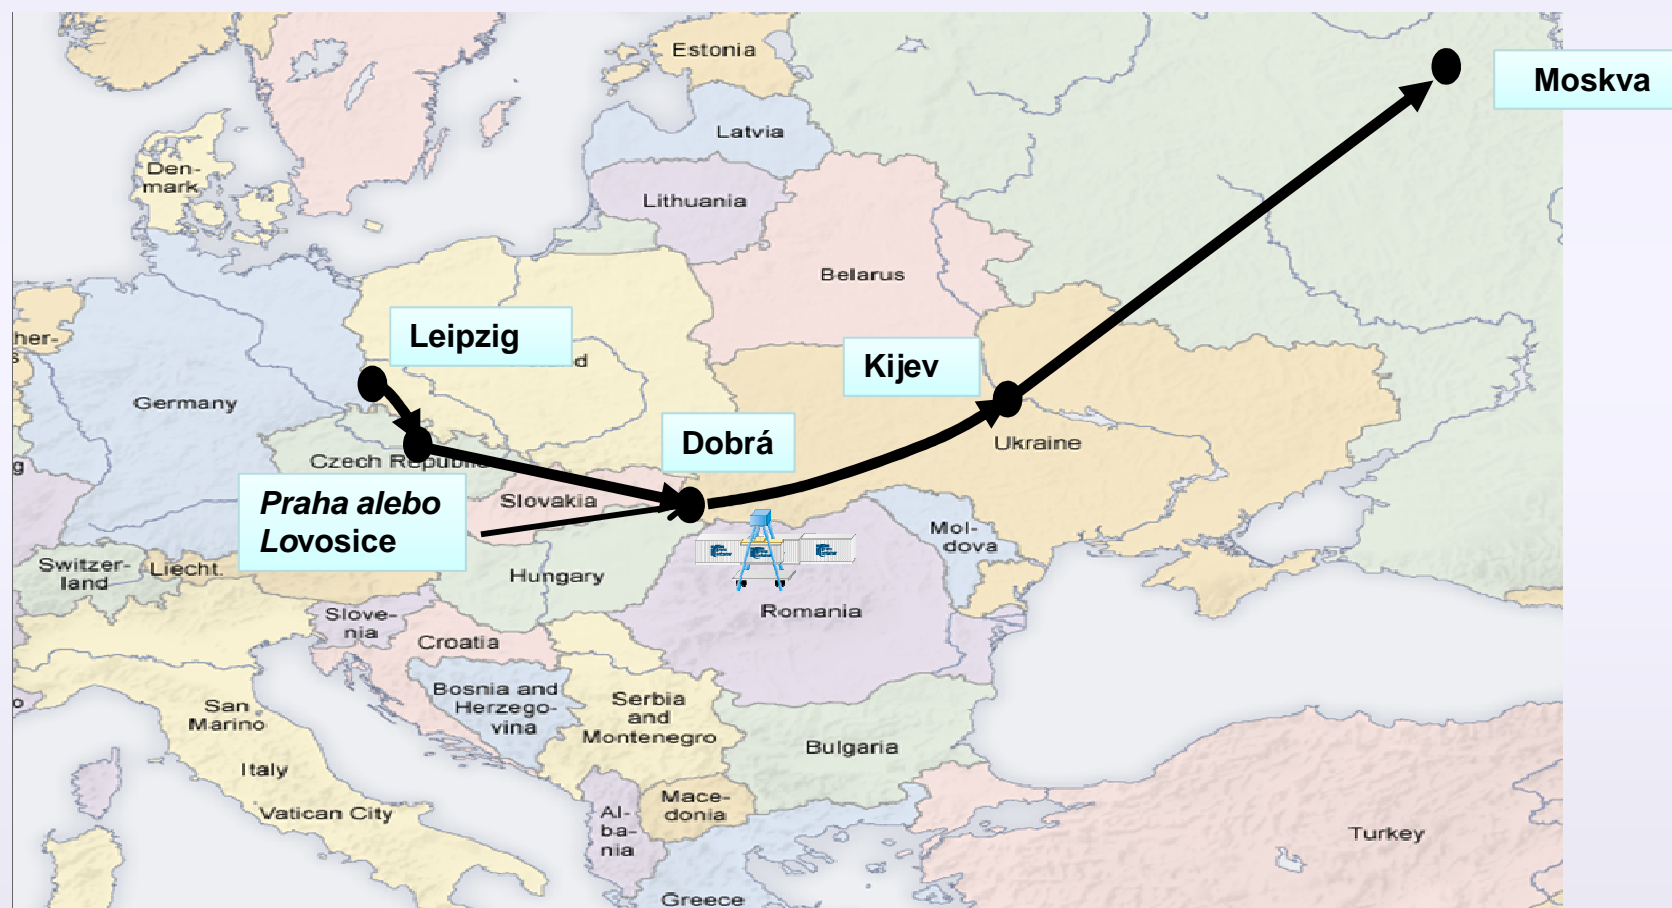 Estonia
Moskva
Latvia
Den-
mark
Lithuania
Belarus
her-
s
Leipzig
d
Kijev
Germany
Dobrá
Ukraine
Czech Republic
g
Praha alebo
Lovosice
Slovakia
Mol-
dova
Switzer-
land
Liecht.
Hungary
Romania
Slove-
nia
Croatia
Bosnia and
Herzego-
vina
Serbia
and
Montenegro
o
San
Marino
Bulgaria
Italy
Vatican City
Al-
ba-
nia
Mace-
donia
Turkey
Greece